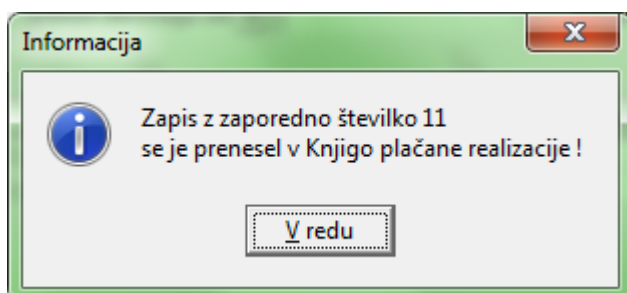 Informacija
Zapis z zaporedno številko 11
se je prenesel v Knjigo plačane realizacije !
V redu